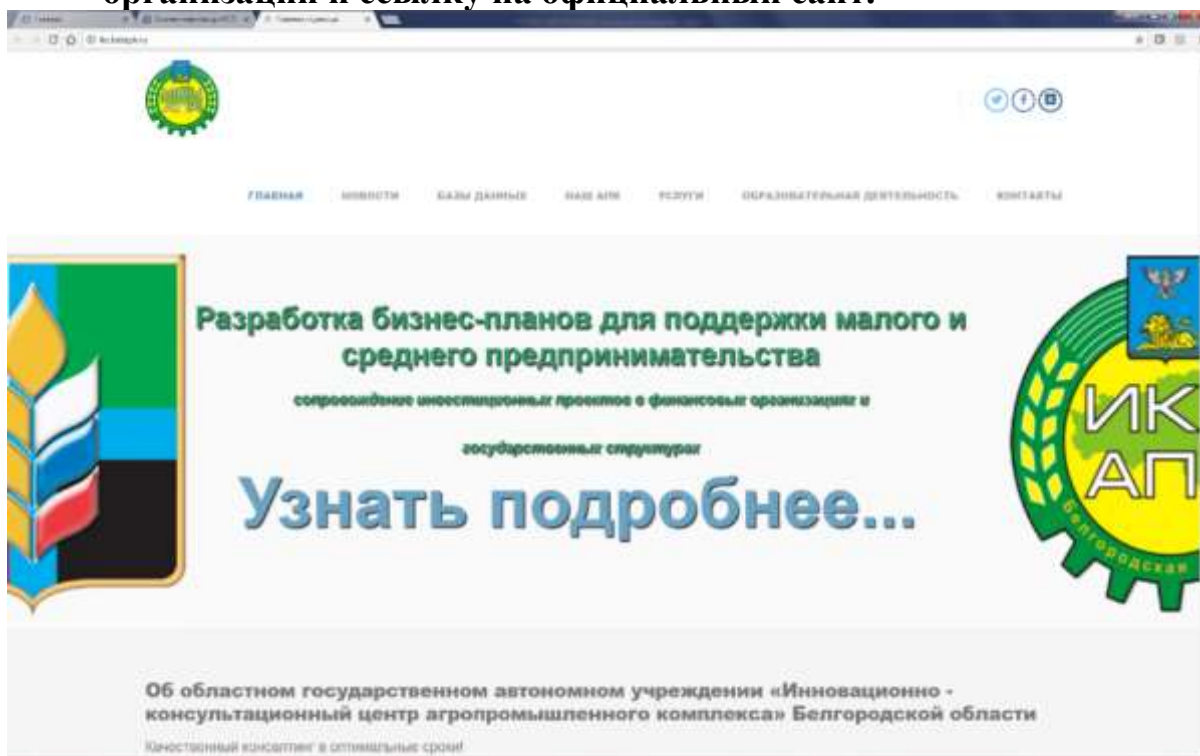 организации и ссылку на официальный сайт:
ГЛАВНАЯ НОВОСТИ БАЗЫ ДАННЫХ НАШ АПК УСЛУГИ ОБРАЗОВАТЕЛЬНАЯ ДЕЯТЕЛЬНОСТЬ КОНТАКТЫ
Разработка бизнес-планов для поддержки малого и
среднего предпринимательства
сопровождение инвестиционных проектов в финансовых организациях и
государственных структурах
Узнать подробнее...
ИК
АП
Белгородская
Об областном государственном автономном учреждении «Инновационно -
консультационный центр агропромышленного комплекса» Белгородской области
Качественный консалтинг в оптимальные сроки!